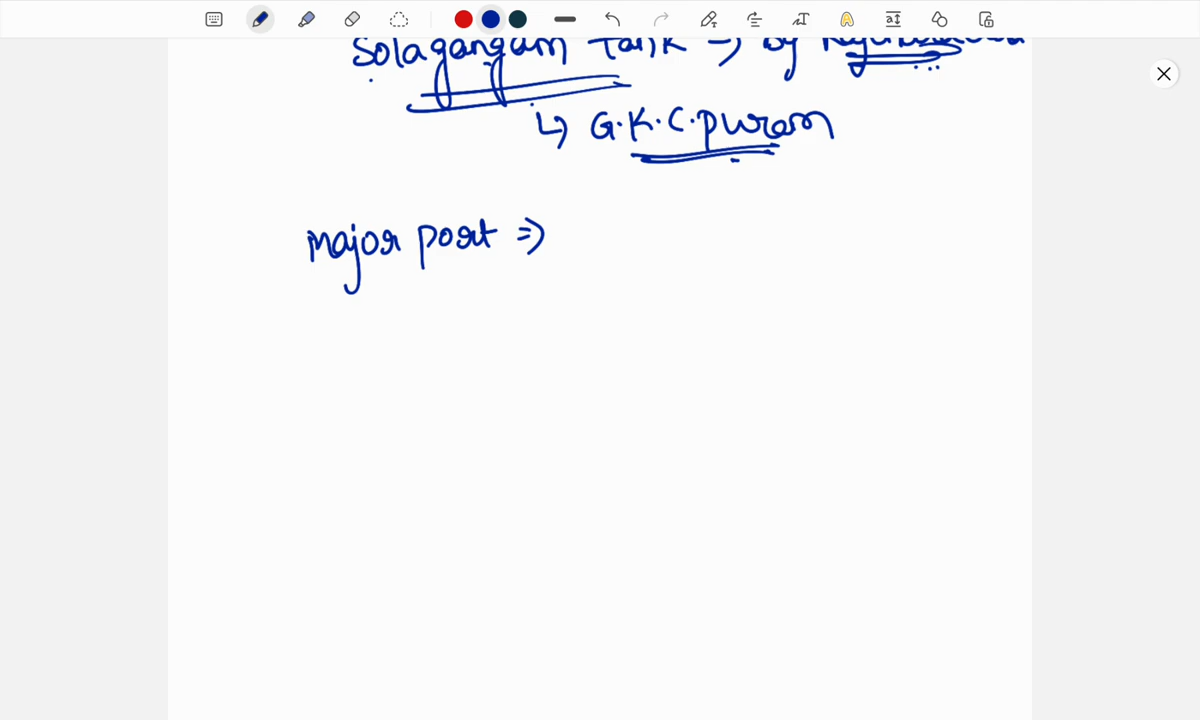 Solagangam Tank → by
↳ G.K.C.puram
major port ⇒